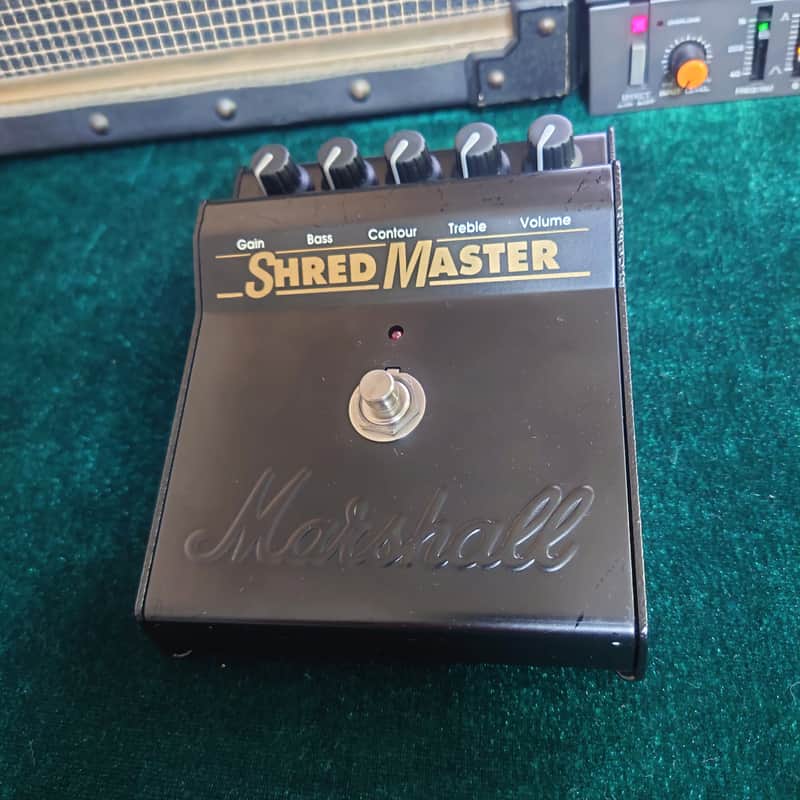 Gain Bass Contour Treble Volume
SHRED MASTER
Marshall